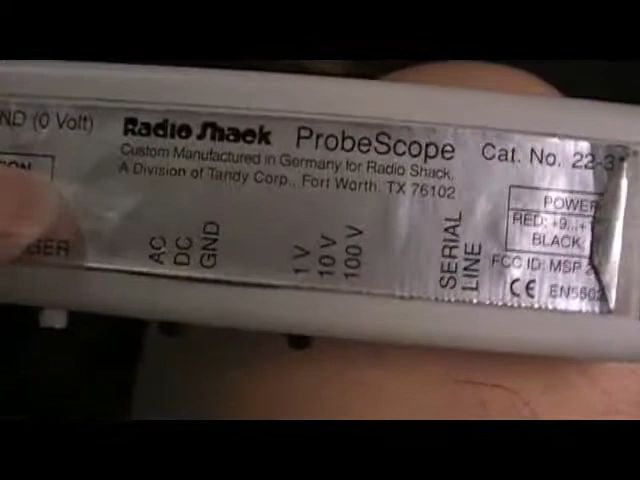 ND (0 Volt)
Radio Shack ProbeScope Cat. No. 22-3
Custom Manufactured in Germany for Radio Shack,
A Division of Tandy Corp., Fort Worth, TX 76102
POWER
RED: +9...+
BLACK
FCC ID: MSP
CE EN550
AC
DC
GND
1 V
10 V
100 V
SERIAL
LINE